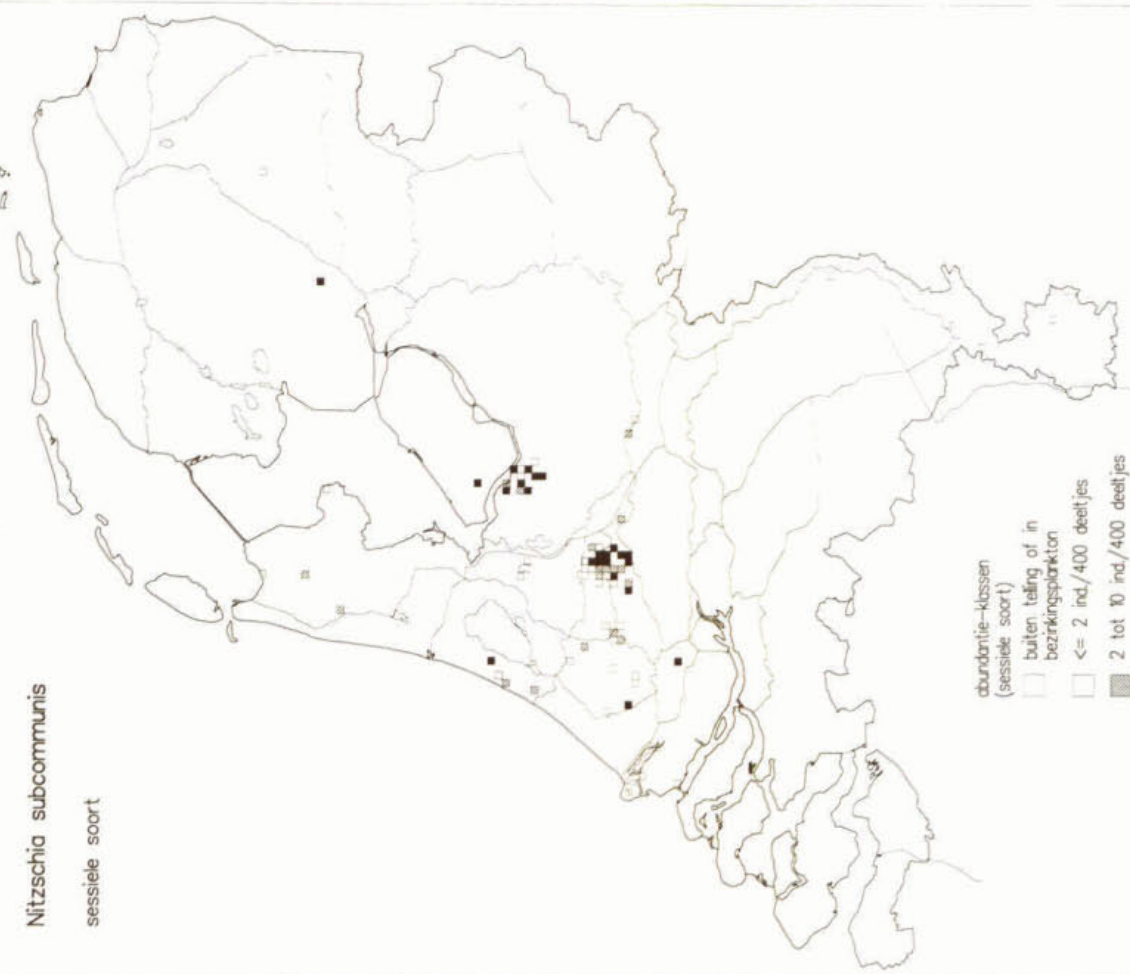 Nitzschia subcommunis
sessiele soort
abundantie-klassen
(sessiele soort)
buiten telling of in
bezinkingsplankton
<= 2 ind./400 deeltjes
2 tot 10 ind./400 deeltjes